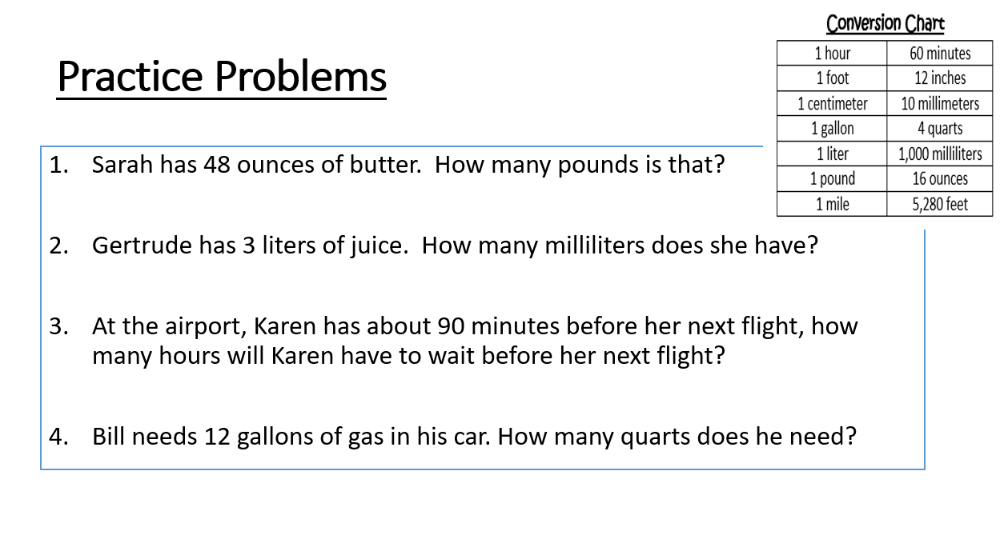 Conversion Chart
1 hour 60 minutes
1 foot 12 inches
1 centimeter 10 millimeters
1 gallon 4 quarts
1 liter 1,000 milliliters
1 pound 16 ounces
1 mile 5,280 feet
Practice Problems
1. Sarah has 48 ounces of butter.  How many pounds is that?
2. Gertrude has 3 liters of juice.  How many milliliters does she have?
3. At the airport, Karen has about 90 minutes before her next flight, how
many hours will Karen have to wait before her next flight?
4. Bill needs 12 gallons of gas in his car. How many quarts does he need?